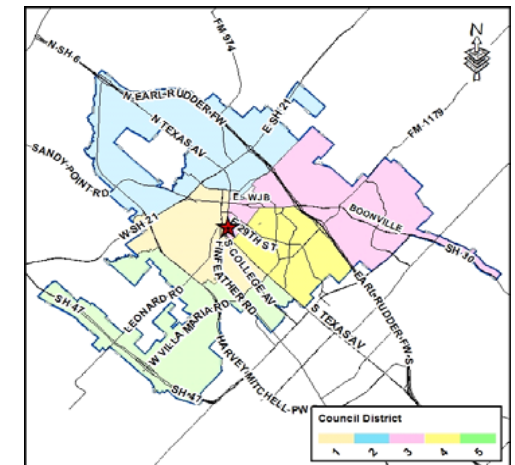 FM 974
N-SH-6
N
N-EARL-RUDDER-FW
E SH 21
N TEXAS AV
FM-1179
SANDY-POINT-RD
E WJB
BOONVILLE
W-SH-21
E 29TH ST
SH-30
S-COLLEGE-AV
FINFEATHER RD
LEONARD RD
SH 47
W VILLA MARIA RD
EARL-RUDDER-FW-S
S TEXAS AV
HARVEY-MITCHELL-PW
SH-47
Council District
1 2 3 4 5